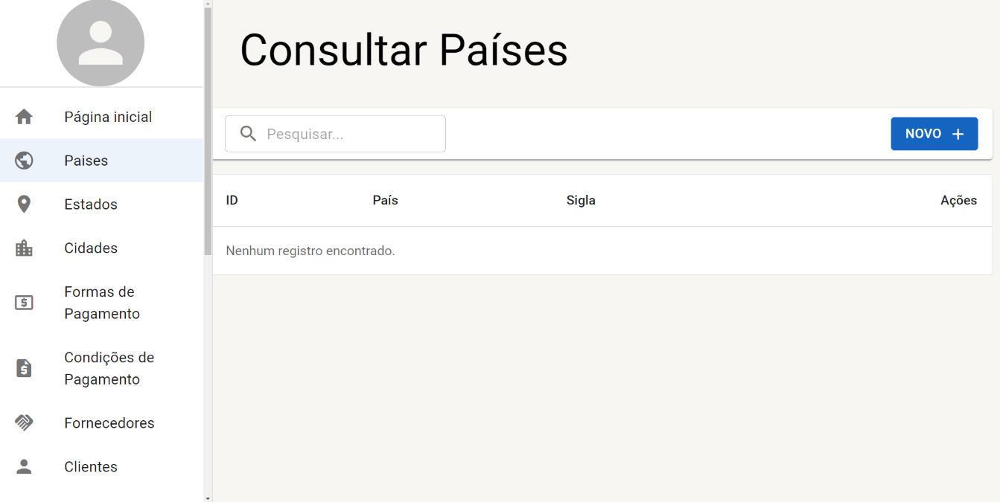 Consultar Países
Página inicial
Paises
Estados
Cidades
Formas de
Pagamento
Condições de
Pagamento
Fornecedores
Clientes
Pesquisar...
NOVO +
ID País Sigla Ações
Nenhum registro encontrado.